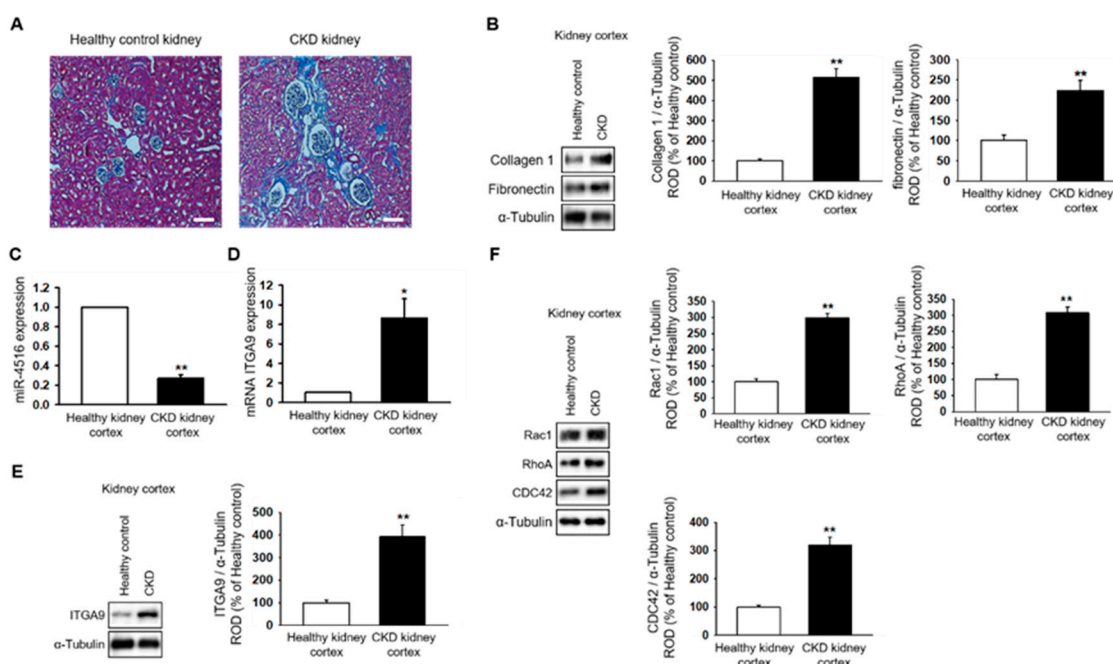 A
Healthy control kidney
CKD kidney
B
Kidney cortex
Healthy control
CKD
Collagen 1
Fibronectin
α-Tubulin
Collagen 1 / α-Tubulin
ROD (% of Healthy control)
600
500
400
300
200
100
0
**
Healthy kidney
cortex
CKD kidney
cortex
fibronectin / α-Tubulin
ROD (% of Healthy control)
300
250
200
150
100
50
0
**
Healthy kidney
cortex
CKD kidney
cortex
C
miR-4516 expression
1.2
1.0
0.8
0.6
0.4
0.2
0.0
**
Healthy kidney
cortex
CKD kidney
cortex
D
mRNA ITGA9 expression
12
10
8
6
4
2
0
*
Healthy kidney
cortex
CKD kidney
cortex
E
Kidney cortex
Healthy control
CKD
ITGA9
α-Tubulin
ITGA9 / α-Tubulin
ROD (% of Healthy control)
500
400
300
200
100
0
**
Healthy kidney
cortex
CKD kidney
cortex
F
Kidney cortex
Healthy control
CKD
Rac1
RhoA
CDC42
α-Tubulin
Rac1 / α-Tubulin
ROD (% of Healthy control)
350
300
250
200
150
100
50
0
**
Healthy kidney
cortex
CKD kidney
cortex
RhoA / α-Tubulin
ROD (% of Healthy control)
350
300
250
200
150
100
50
0
**
Healthy kidney
cortex
CKD kidney
cortex
CDC42 / α-Tubulin
ROD (% of Healthy control)
400
300
200
100
0
**
Healthy kidney
cortex
CKD kidney
cortex